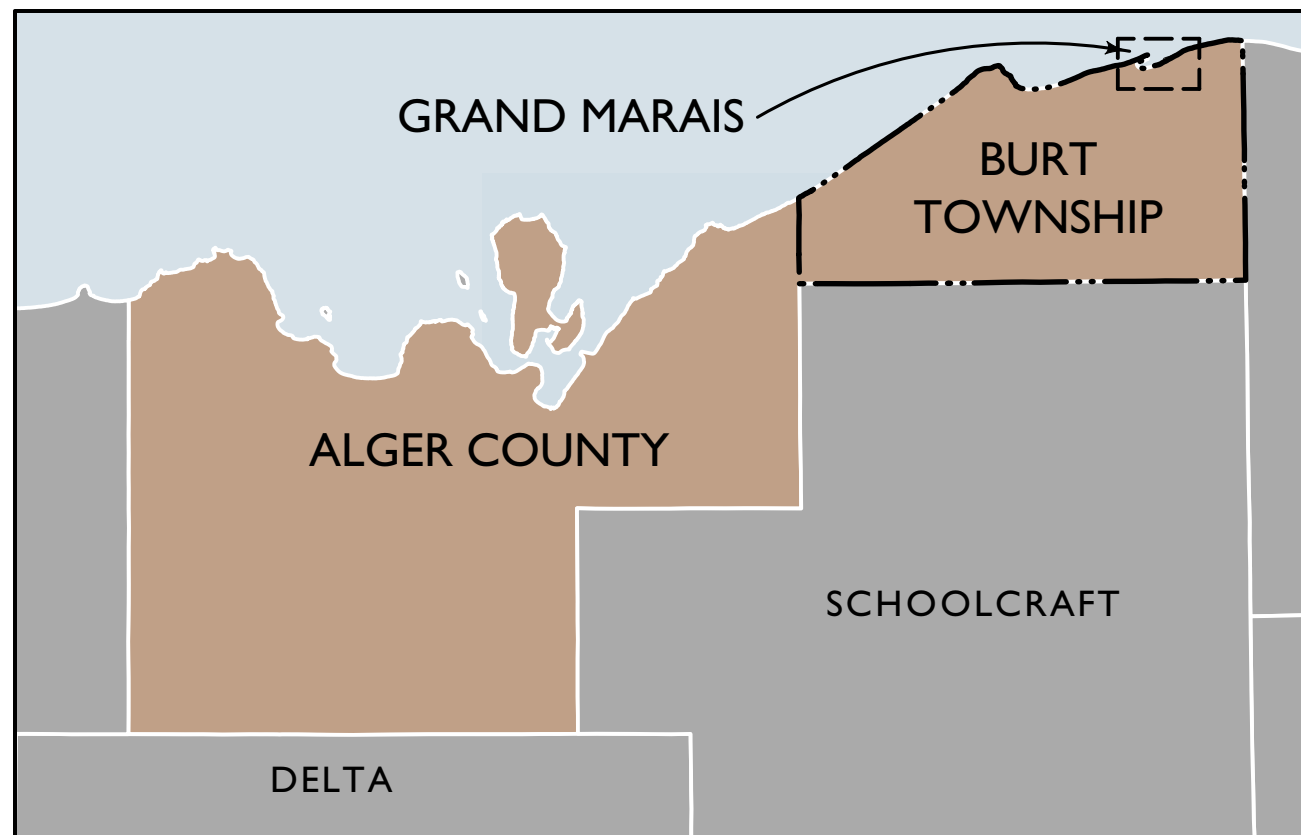 GRAND MARAIS
BURT
TOWNSHIP
ALGER COUNTY
SCHOOLCRAFT
DELTA